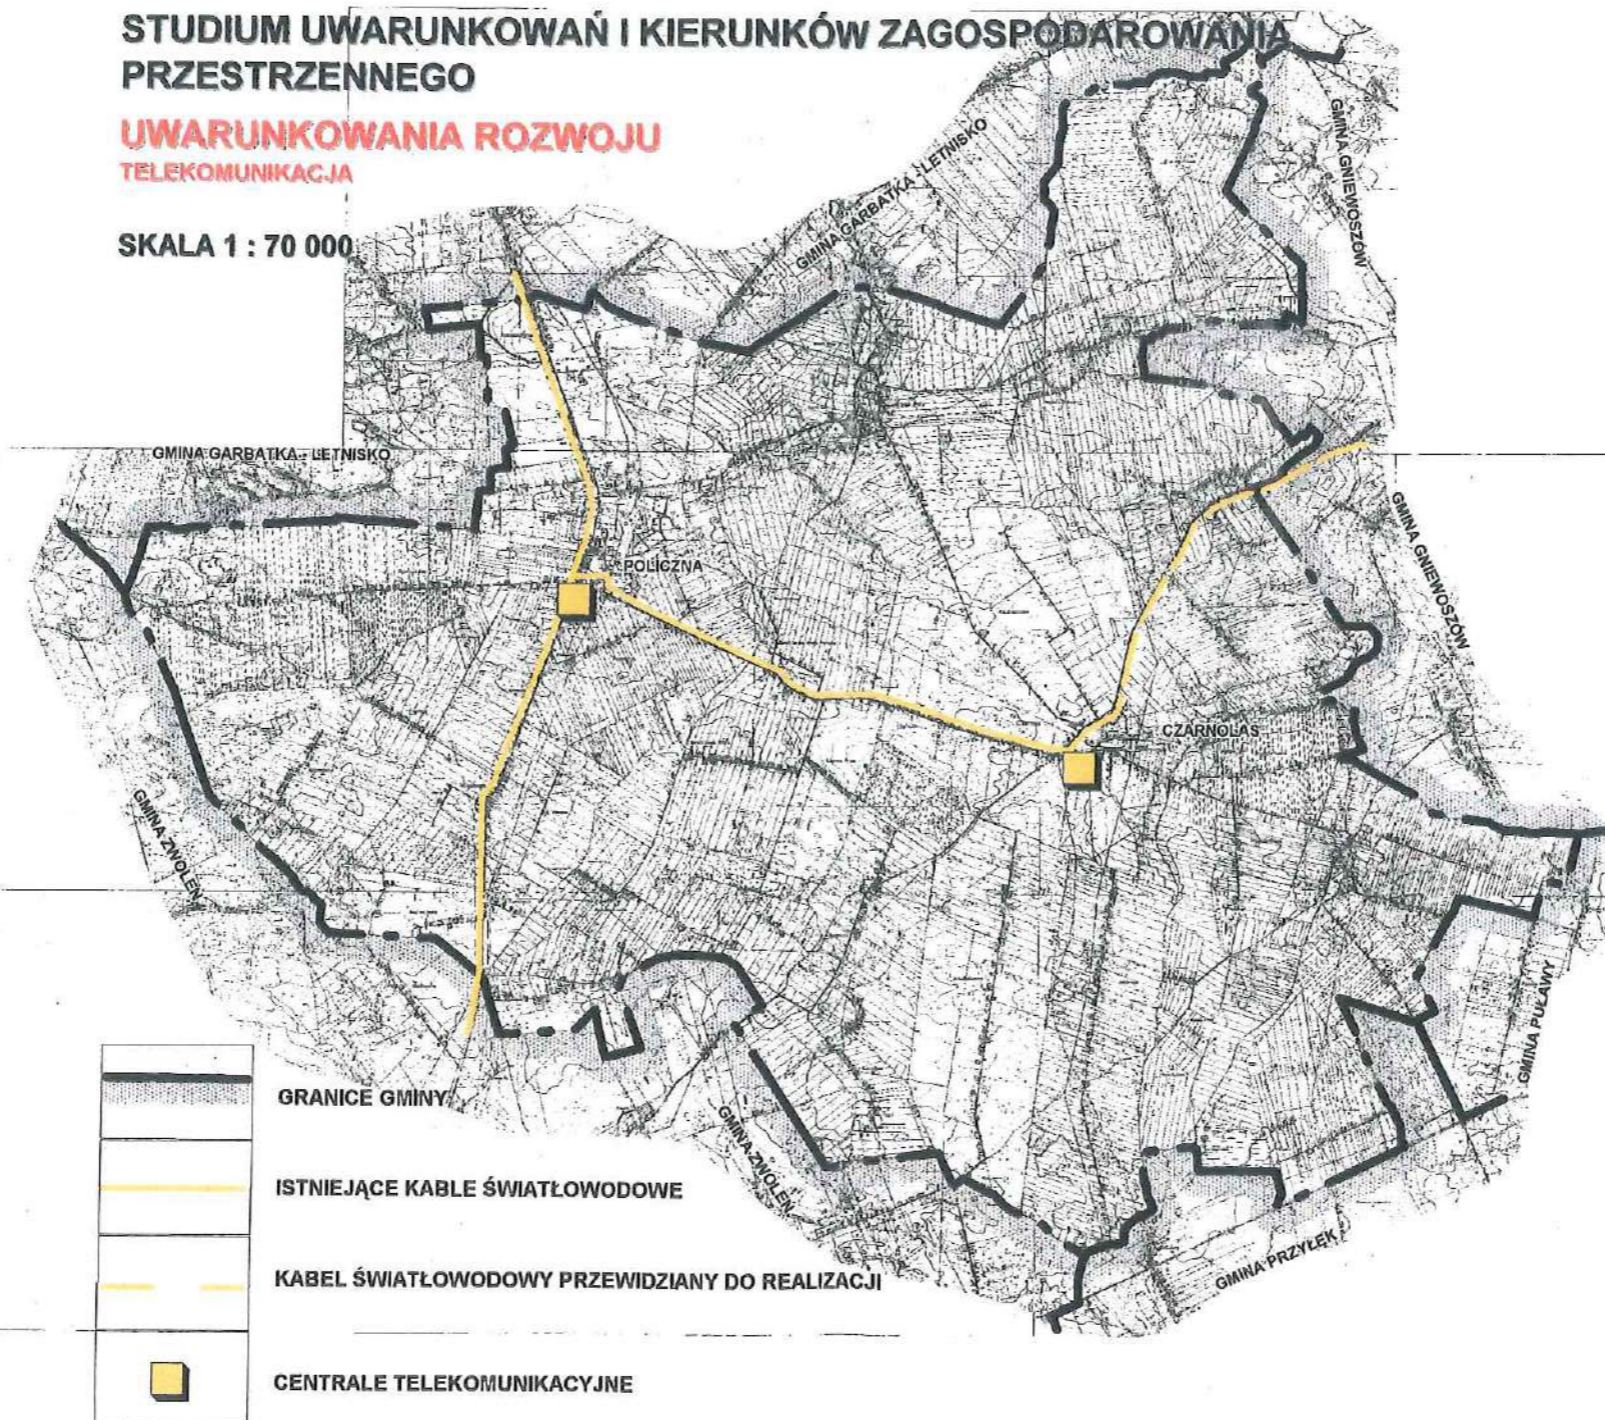 STUDIUM UWARUNKOWAŃ I KIERUNKÓW ZAGOSPODAROWANIA
PRZESTRZENNEGO
UWARUNKOWANIA ROZWOJU
TELEKOMUNIKACJA
SKALA 1 : 70 000
GMINA GARBATKA - LETNISKO
GMINA GNIEWOSZÓW
GMINA GARBATKA - LETNISKO
GMINA GNIEWOSZÓW
POLICZNA
CZARNOLAS
GMINA ZWOLEŃ
GMINA PUŁAWY
GMINA ZWOLEŃ
GMINA PRZYŁĘK
GRANICE GMINY
ISTNIEJĄCE KABLE ŚWIATŁOWODOWE
KABEL ŚWIATŁOWODOWY PRZEWIDZIANY DO REALIZACJI
CENTRALE TELEKOMUNIKACYJNE